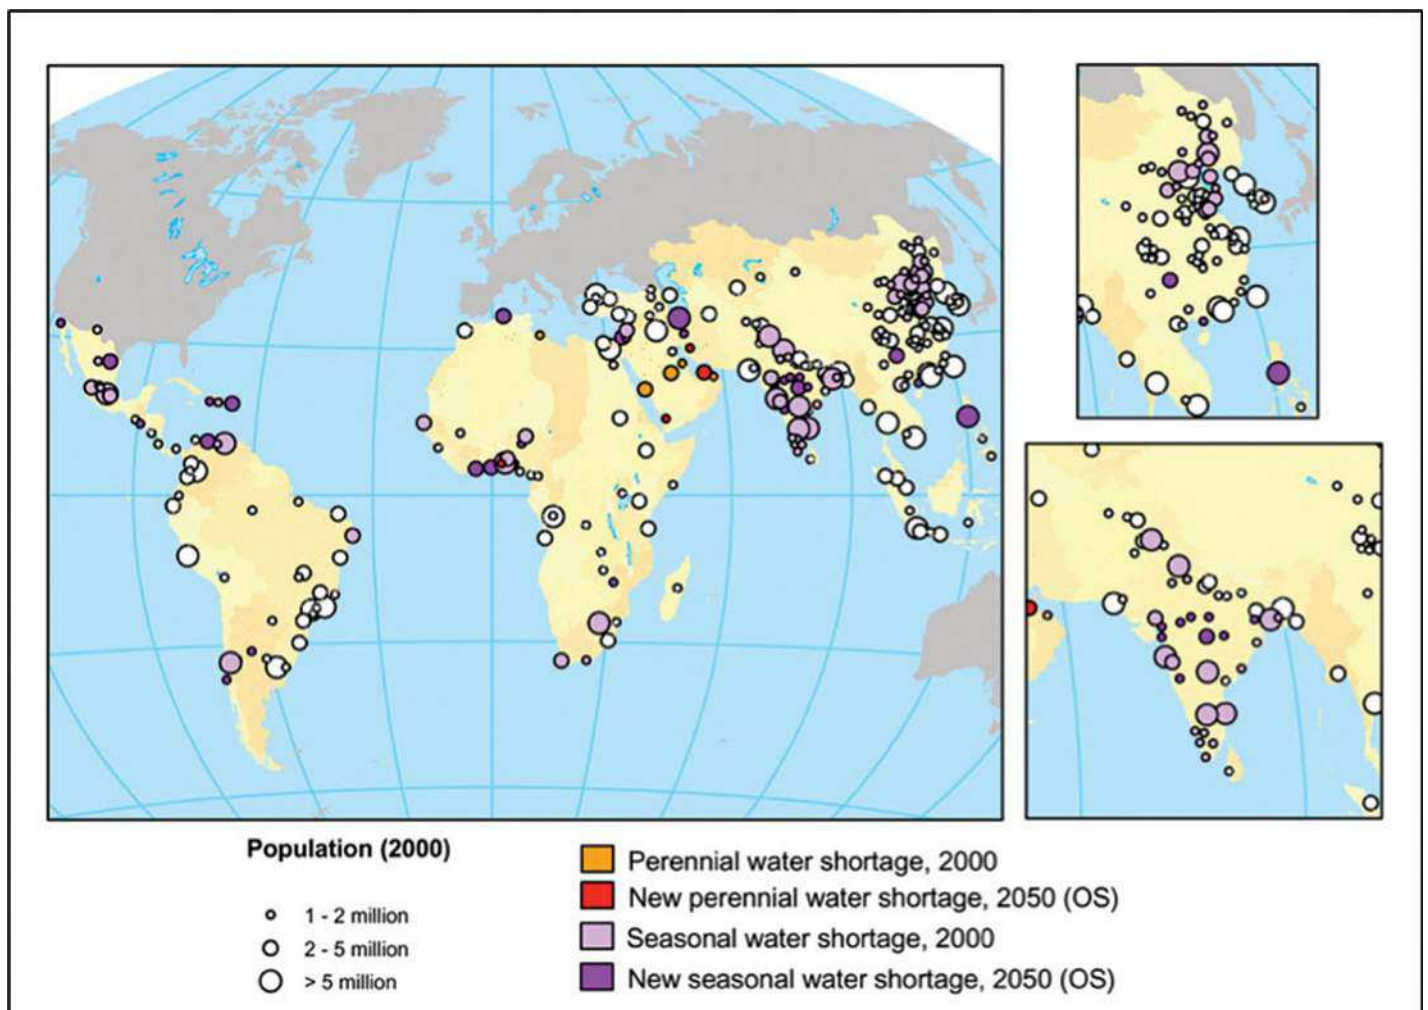 Population (2000)
1 - 2 million
2 - 5 million
> 5 million
Perennial water shortage, 2000
New perennial water shortage, 2050 (OS)
Seasonal water shortage, 2000
New seasonal water shortage, 2050 (OS)